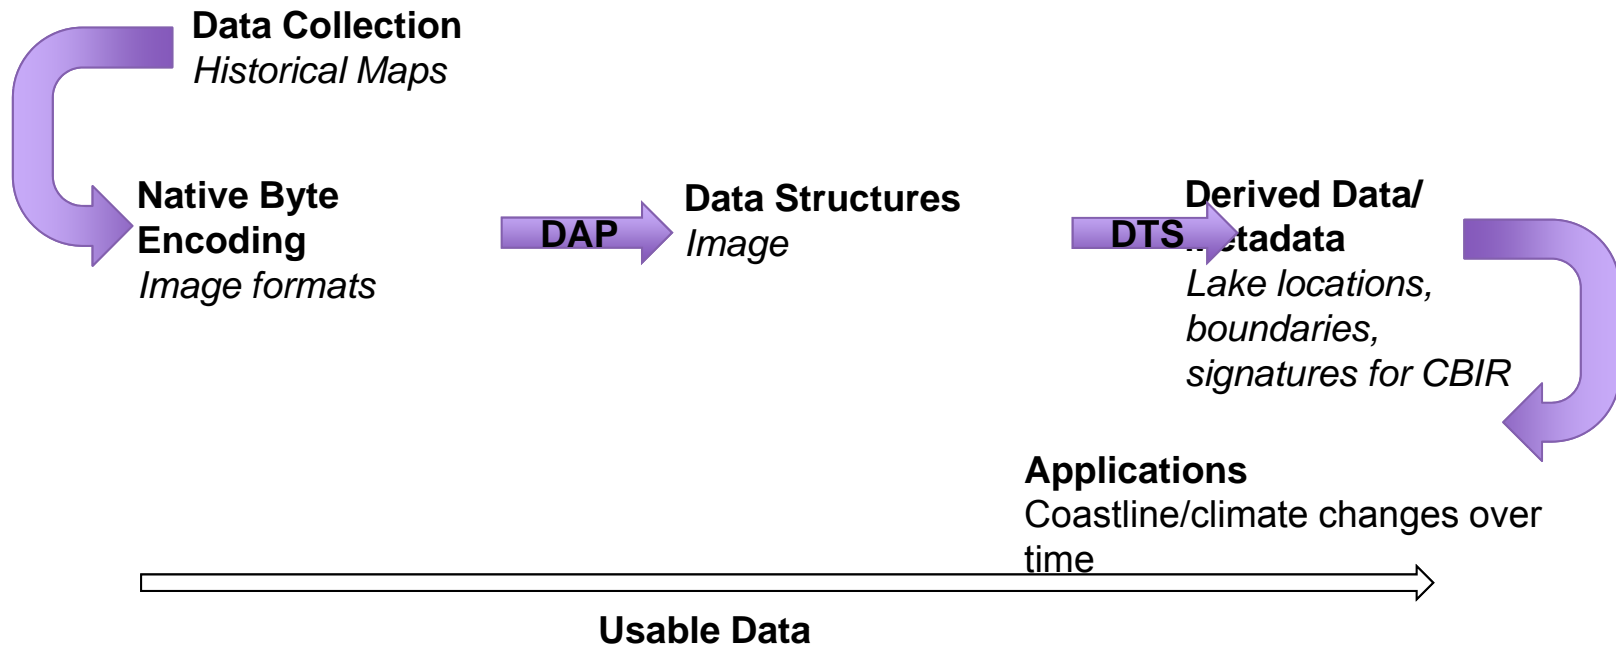 Data Collection
Historical Maps
Native Byte
Encoding
Image formats
DAP
Data Structures
Image
DTS
Derived Data/
Metadata
Lake locations,
boundaries,
signatures for CBIR
Applications
Coastline/climate changes over
time
Usable Data